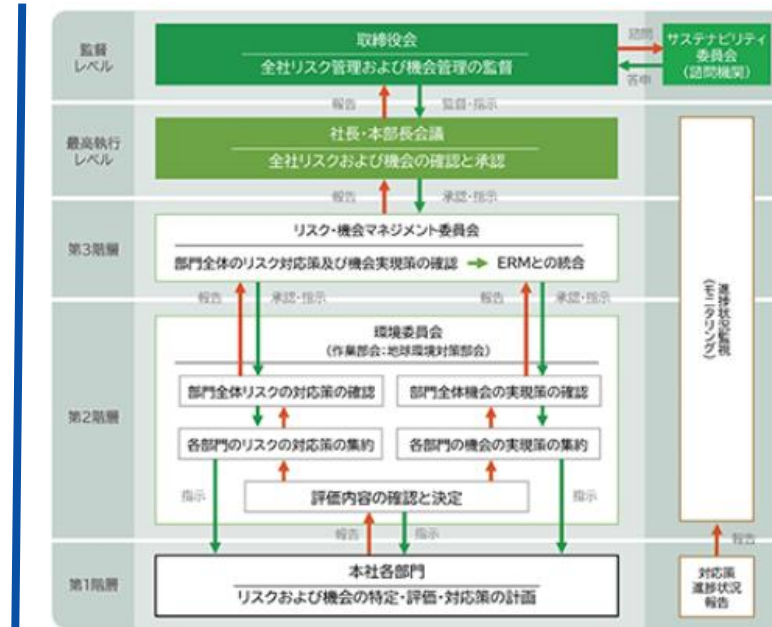 監督
レベル
取締役会
全社リスク管理および機会管理の監督
諮問
答申
サステナビリティ
委員会
(諮問機関)
報告
監督・指示
最高執行
レベル
社長・本部長会議
全社リスクおよび機会の確認と承認
報告
承認・指示
第3階層
リスク・機会マネジメント委員会
部門全体のリスク対応策及び機会実現策の確認 → ERMとの統合
報告
承認・指示
報告
承認・指示
進捗状況監視
(モニタリング)
第2階層
環境委員会
(作業部会:地球環境対策部会)
部門全体リスクの対応策の確認
部門全体機会の実現策の確認
各部門のリスクの対応策の集約
各部門の機会の実現策の集約
指示
評価内容の確認と決定
指示
報告
指示
報告
第1階層
本社各部門
リスクおよび機会の特定・評価・対応策の計画
対応策
進捗状況
報告